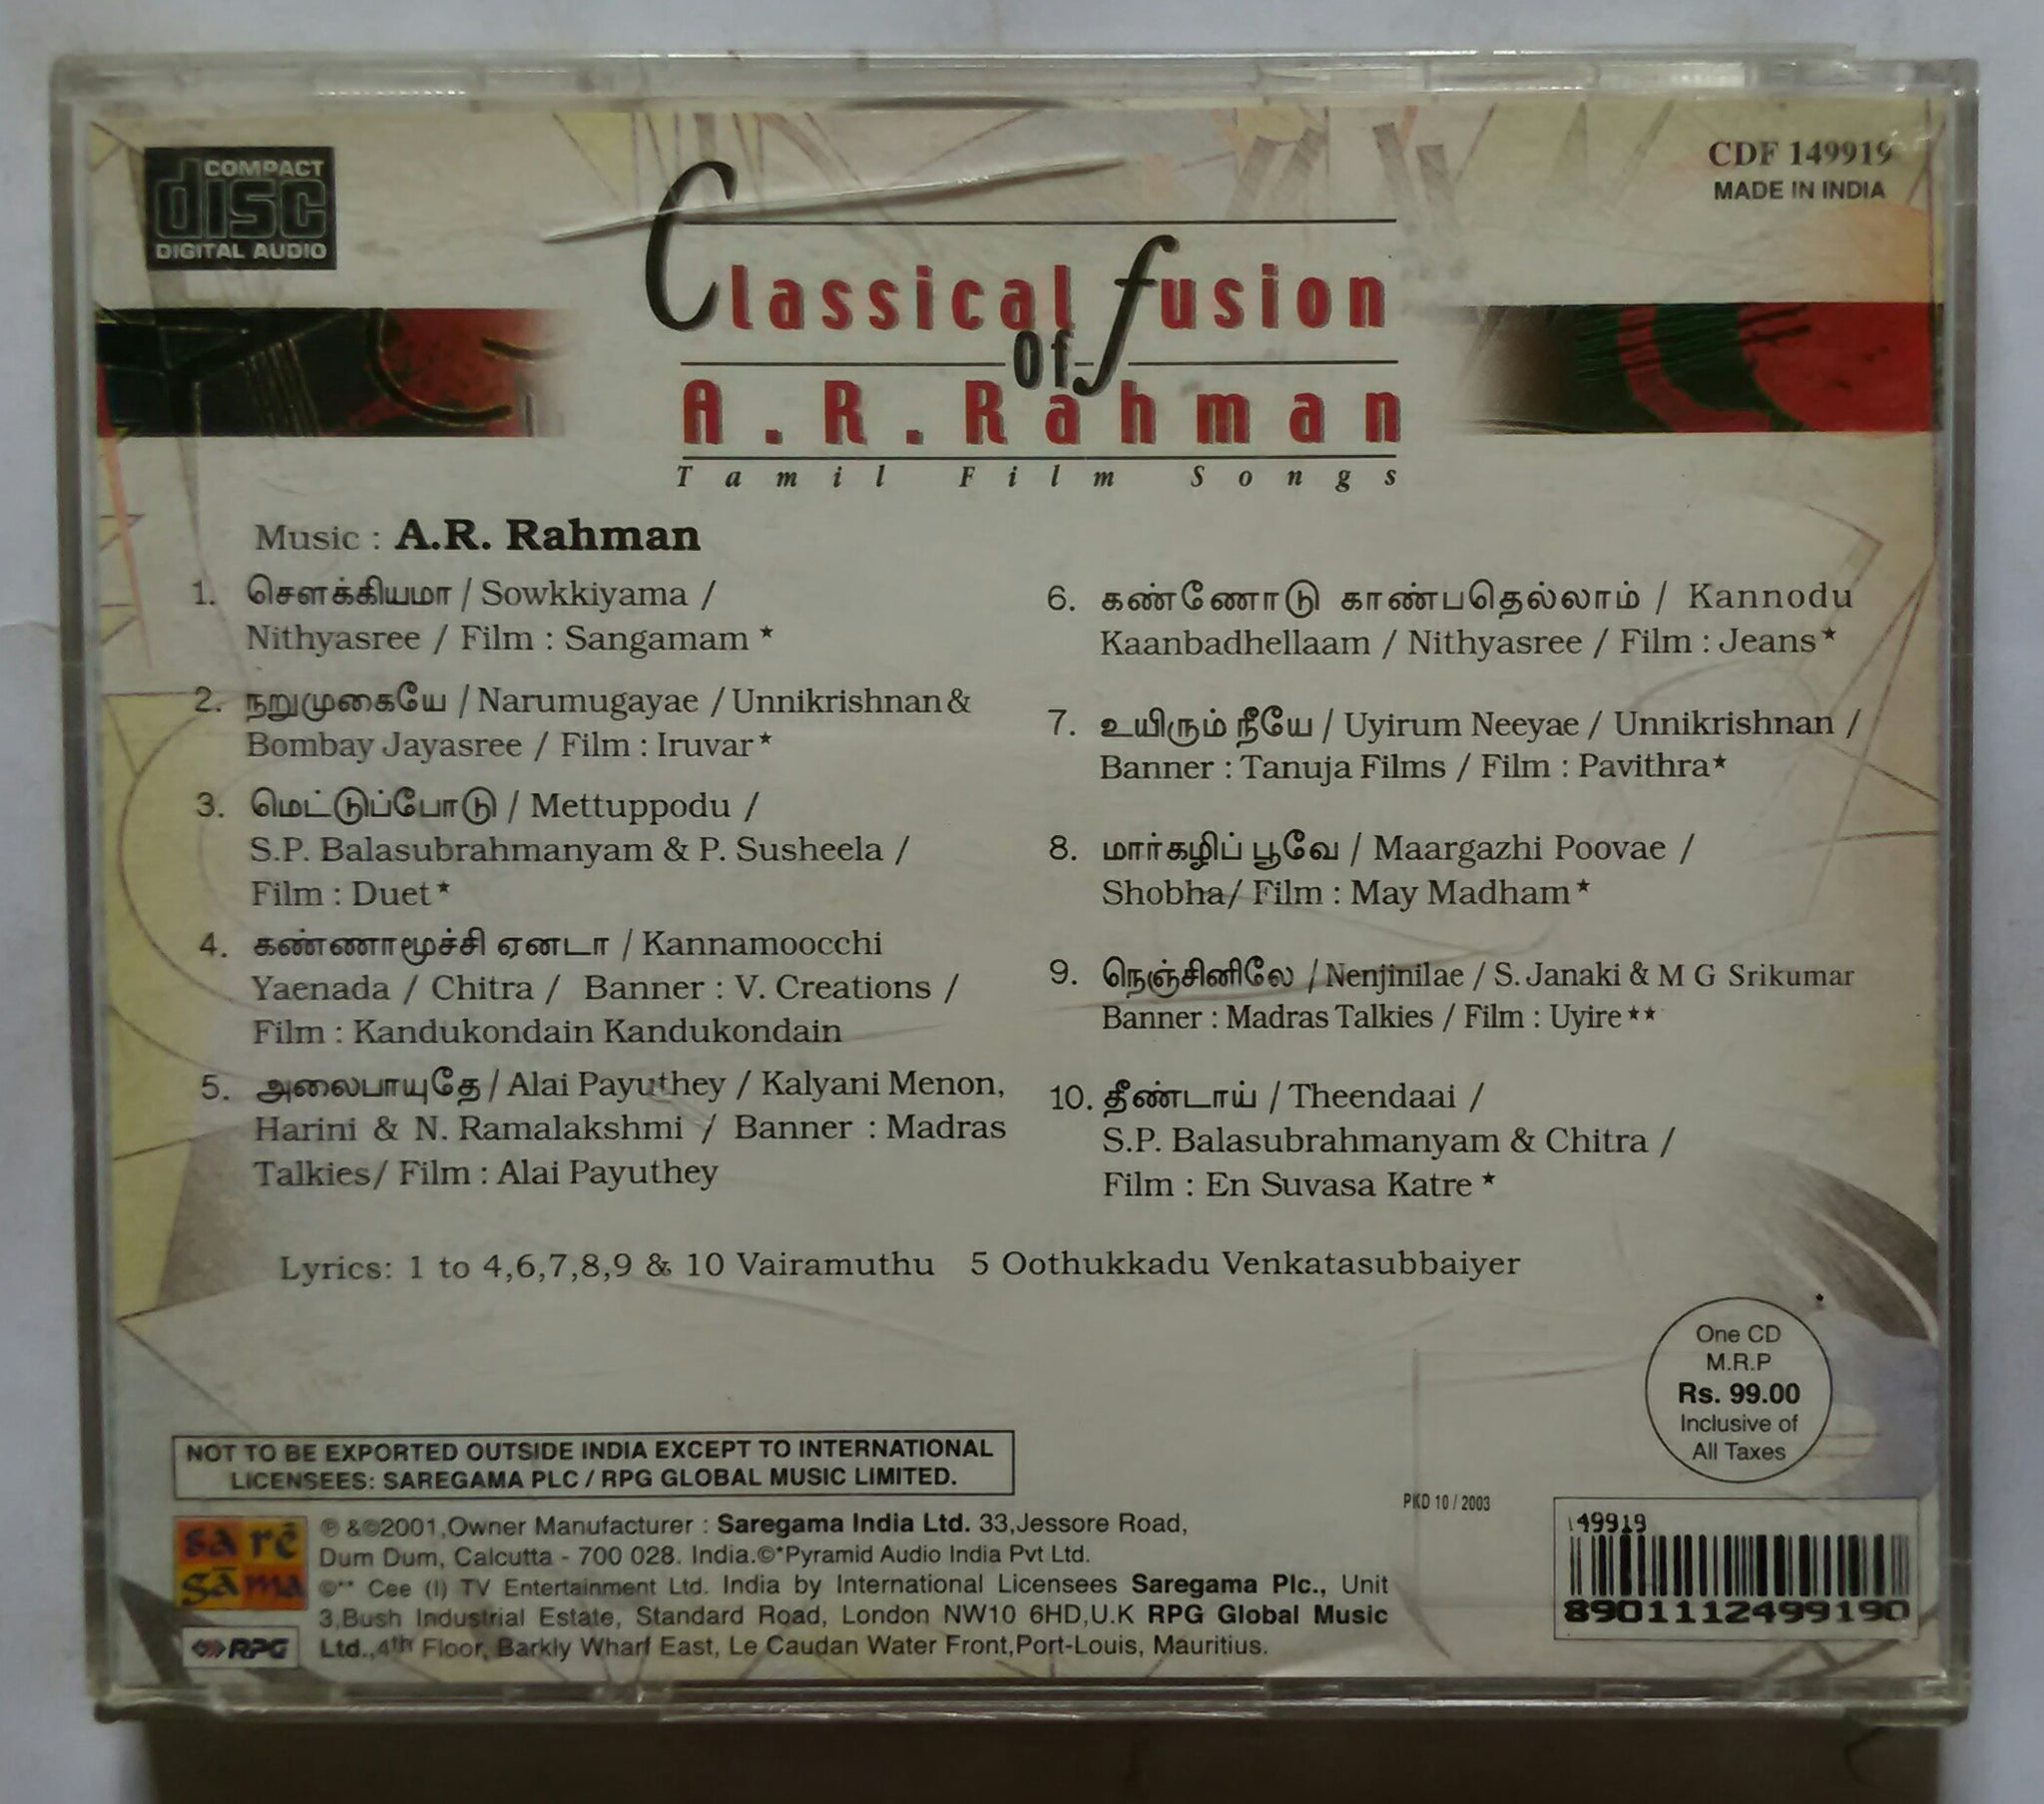 COMPACT
disc
DIGITAL AUDIO
CDF 149919
MADE IN INDIA
Classical fusion
Of
A.R.Rahman
Tamil Film Songs
Music : A.R. Rahman
1. சௌக்கியமா / Sowkkiyama /
Nithyasree / Film : Sangamam *
2. நறுமுகையே / Narumugayae / Unnikrishnan &
Bombay Jayasree / Film : Iruvar *
3. மெட்டுப்போடு / Mettuppodu /
S.P. Balasubrahmanyam & P. Susheela /
Film : Duet *
4. கண்ணாமூச்சி ஏனடா / Kannamoocchi
Yaenada / Chitra / Banner : V. Creations /
Film : Kandukondain Kandukondain
5. அலைபாயுதே / Alai Payuthey / Kalyani Menon,
Harini & N. Ramalakshmi / Banner : Madras
Talkies/ Film : Alai Payuthey
6. கண்ணோடு காண்பதெல்லாம் / Kannodu
Kaanbadhellaam / Nithyasree / Film : Jeans *
7. உயிரும் நீயே / Uyirum Neeyae / Unnikrishnan /
Banner : Tanuja Films / Film : Pavithra *
8. மார்கழிப் பூவே / Maargazhi Poovae /
Shobha/ Film : May Madham *
9. நெஞ்சினிலே / Nenjinilae / S. Janaki & M G Srikumar
Banner : Madras Talkies / Film : Uyire **
10. தீண்டாய் / Theendaai /
S.P. Balasubrahmanyam & Chitra /
Film : En Suvasa Katre *
Lyrics: 1 to 4,6,7,8,9 & 10 Vairamuthu 5 Oothukkadu Venkatasubbaiyer
One CD
M.R.P
Rs. 99.00
Inclusive of
All Taxes
NOT TO BE EXPORTED OUTSIDE INDIA EXCEPT TO INTERNATIONAL
LICENSEES: SAREGAMA PLC / RPG GLOBAL MUSIC LIMITED.
PKD 10 / 2003
sa rē
gā ma
RPG
℗ &©2001,Owner Manufacturer : Saregama India Ltd. 33,Jessore Road,
Dum Dum, Calcutta - 700 028. India.©*Pyramid Audio India Pvt Ltd.
©** Cee (I) TV Entertainment Ltd. India by International Licensees Saregama Plc., Unit
3,Bush Industrial Estate, Standard Road, London NW10 6HD,U.K RPG Global Music
Ltd.,4th Floor, Barkly Wharf East, Le Caudan Water Front,Port-Louis, Mauritius.
149919
8901112499190